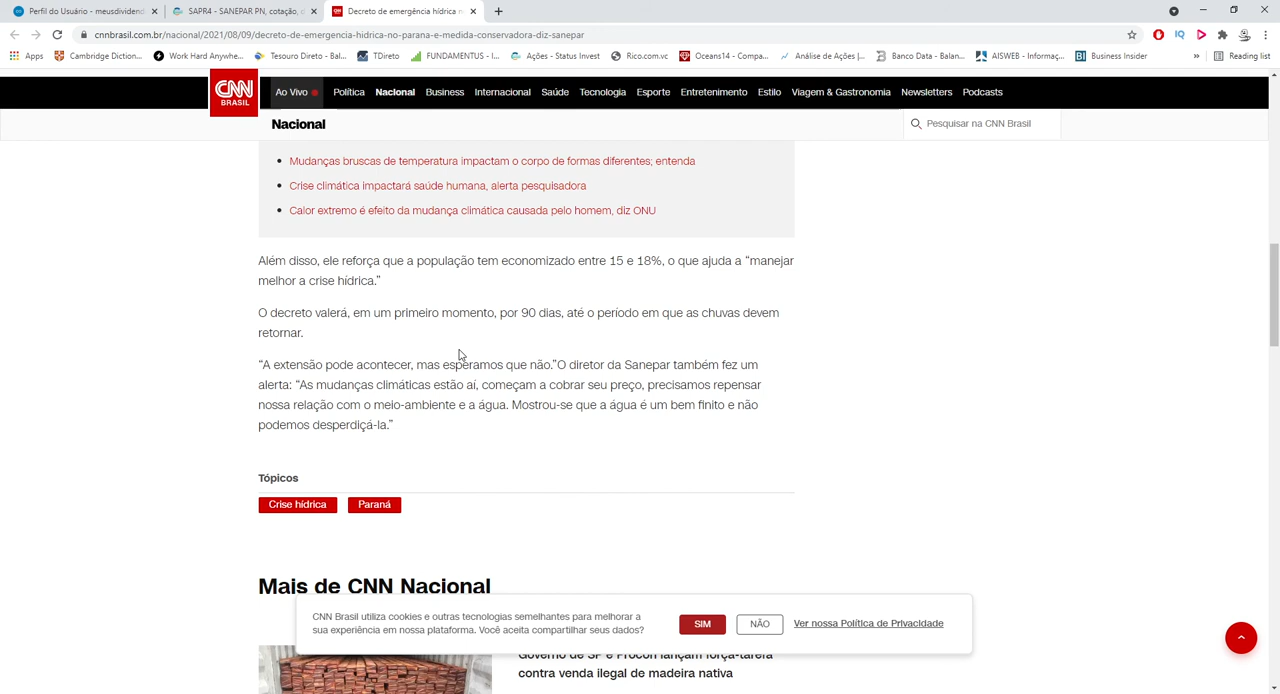 Perfil do Usuário - meusdividend
SAPR4 - SANEPAR PN, cotação, d
Decreto de emergência hídrica n
cnnbrasil.com.br/nacional/2021/08/09/decreto-de-emergencia-hidrica-no-parana-e-medida-conservadora-diz-sanepar
Apps
Cambridge Diction...
Work Hard Anywhe...
Tesouro Direto - Bal...
TDireto
FUNDAMENTUS - I...
Ações - Status Invest
Rico.com.vc
Oceans14 - Compa...
Análise de Ações |...
Banco Data - Balan...
AISWEB - Informaç...
Business Insider
»
Reading list
CNN
BRASIL
Ao Vivo
Política
Nacional
Business
Internacional
Saúde
Tecnologia
Esporte
Entretenimento
Estilo
Viagem & Gastronomia
Newsletters
Podcasts
Nacional
Pesquisar na CNN Brasil
Mudanças bruscas de temperatura impactam o corpo de formas diferentes; entenda
Crise climática impactará saúde humana, alerta pesquisadora
Calor extremo é efeito da mudança climática causada pelo homem, diz ONU
Além disso, ele reforça que a população tem economizado entre 15 e 18%, o que ajuda a “manejar
melhor a crise hídrica.”
O decreto valerá, em um primeiro momento, por 90 dias, até o período em que as chuvas devem
retornar.
“A extensão pode acontecer, mas esperamos que não.”O diretor da Sanepar também fez um
alerta: “As mudanças climáticas estão aí, começam a cobrar seu preço, precisamos repensar
nossa relação com o meio-ambiente e a água. Mostrou-se que a água é um bem finito e não
podemos desperdiçá-la.”
Tópicos
Crise hídrica
Paraná
Mais de CNN Nacional
CNN Brasil utiliza cookies e outras tecnologias semelhantes para melhorar a
sua experiência em nossa plataforma. Você aceita compartilhar seus dados?
SIM
NÃO
Ver nossa Política de Privacidade
Governo de SP e Procon lançam força-tarefa
contra venda ilegal de madeira nativa